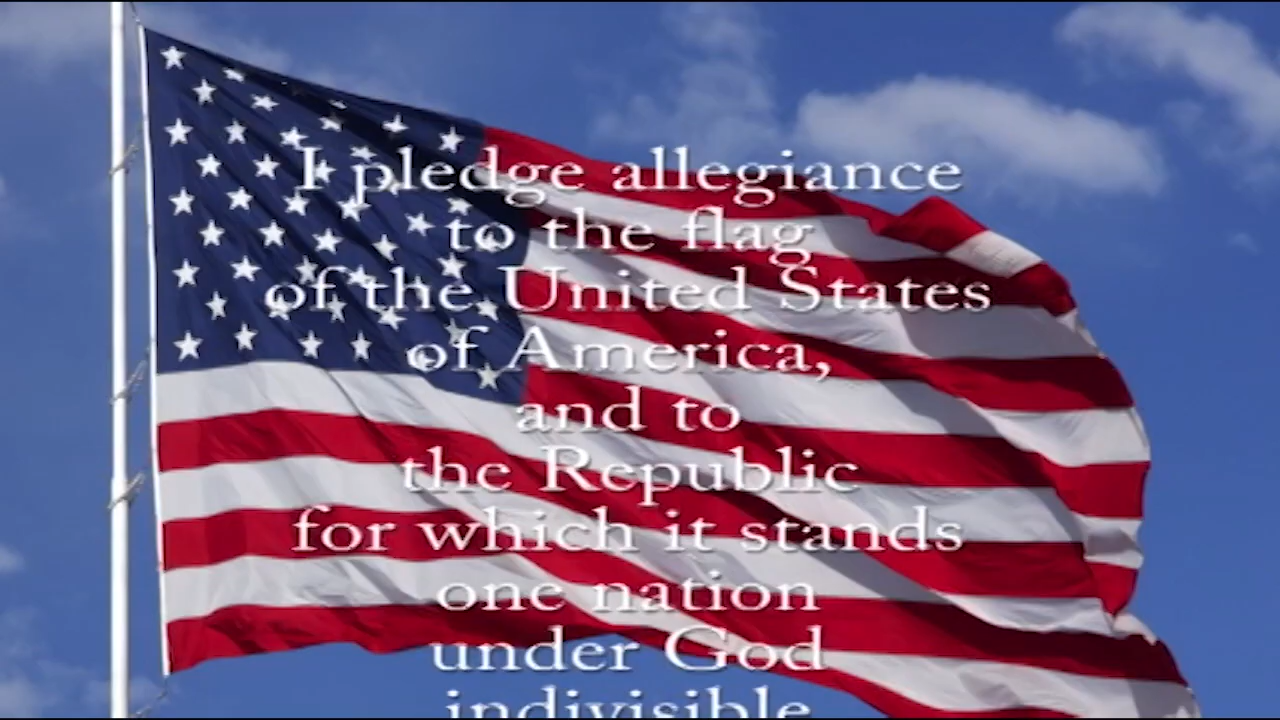 I pledge allegiance
to the flag
of the United States
of America,
and to
the Republic
for which it stands
one nation
under God
indivisible